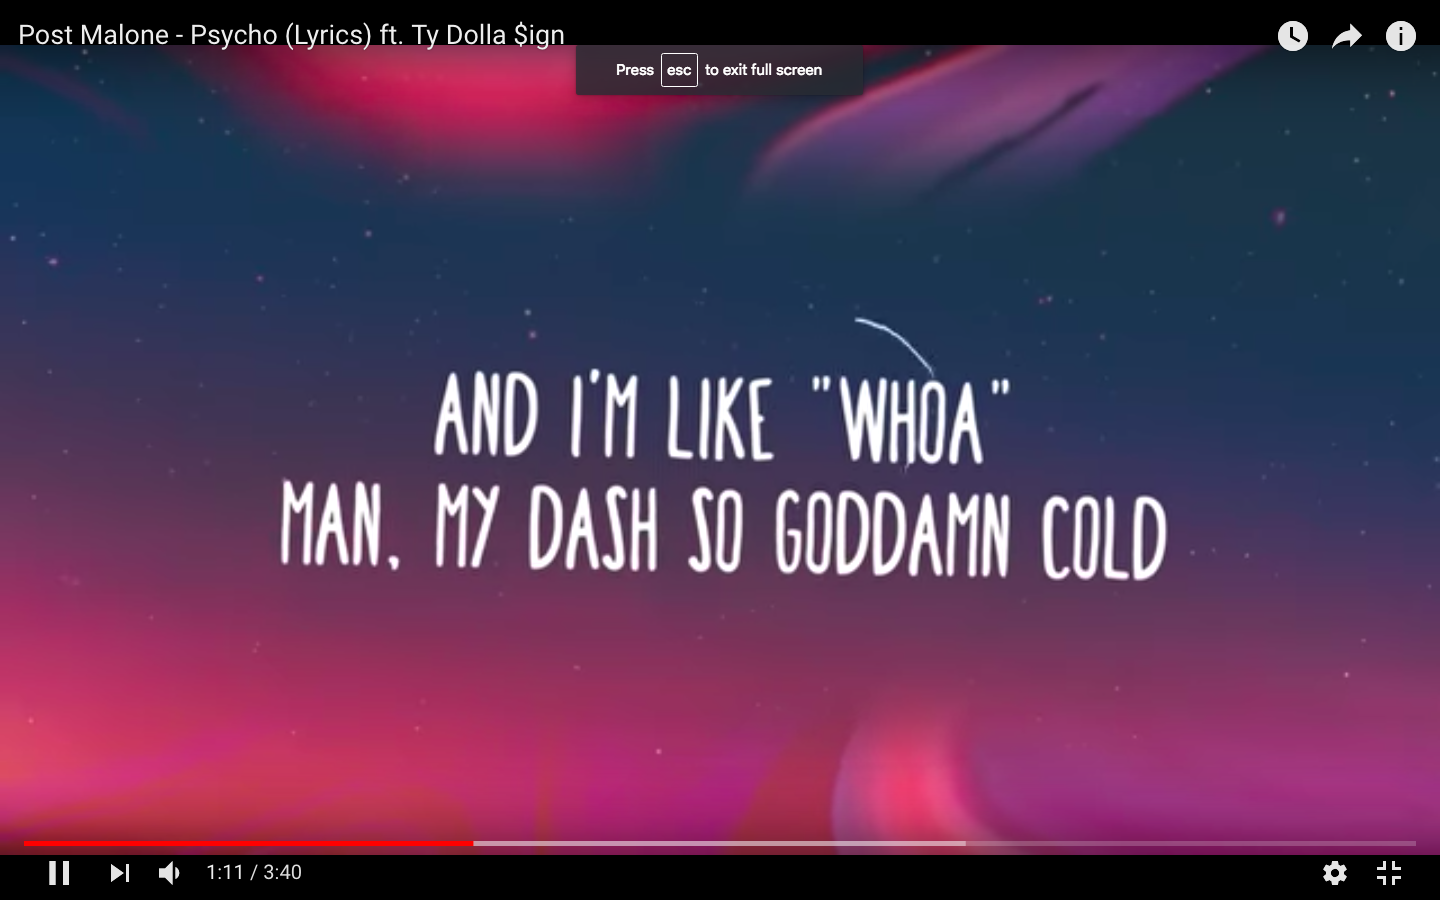 Post Malone - Psycho (Lyrics) ft. Ty Dolla $ign
Press esc to exit full screen
AND I'M LIKE "WHOA"
MAN, MY DASH SO GODDAMN COLD
1:11 / 3:40